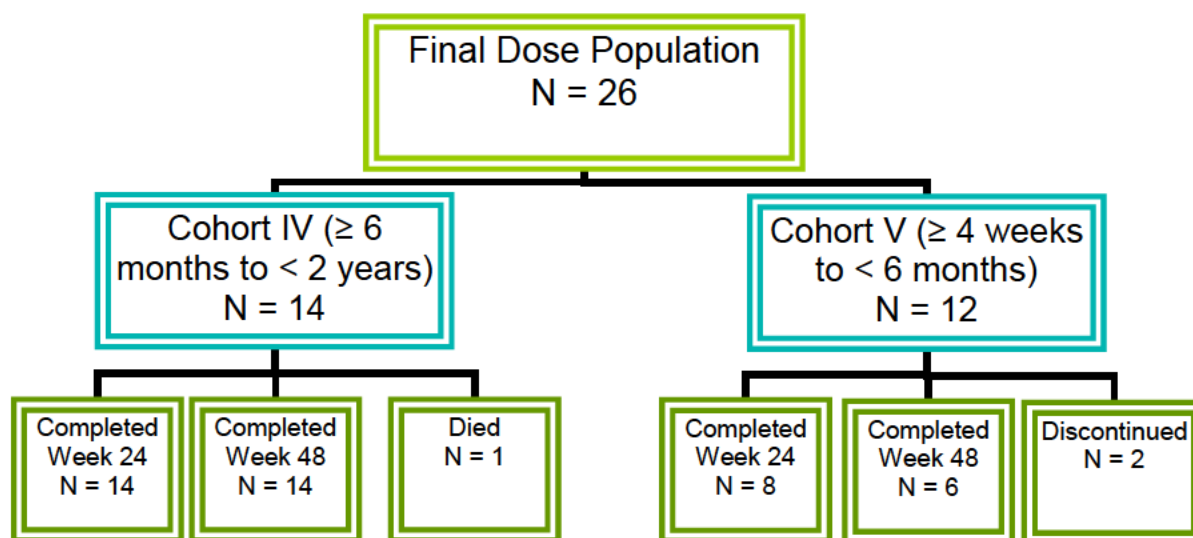 Final Dose Population
N = 26
Cohort IV (≥ 6
months to < 2 years)
N = 14
Cohort V (≥ 4 weeks
to < 6 months)
N = 12
Completed
Week 24
N = 14
Completed
Week 48
N = 14
Died
N = 1
Completed
Week 24
N = 8
Completed
Week 48
N = 6
Discontinued
N = 2